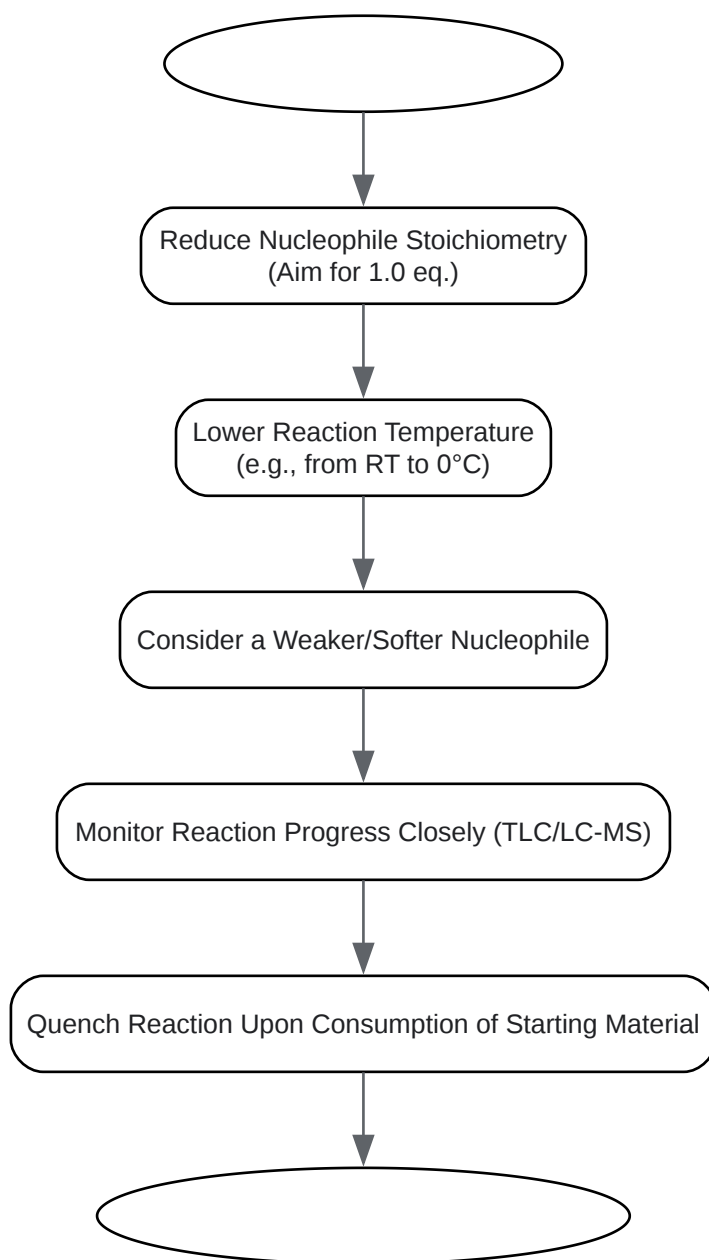 Reduce Nucleophile Stoichiometry
(Aim for 1.0 eq.)
Lower Reaction Temperature
(e.g., from RT to 0°C)
Consider a Weaker/Softer Nucleophile
Monitor Reaction Progress Closely (TLC/LC-MS)
Quench Reaction Upon Consumption of Starting Material